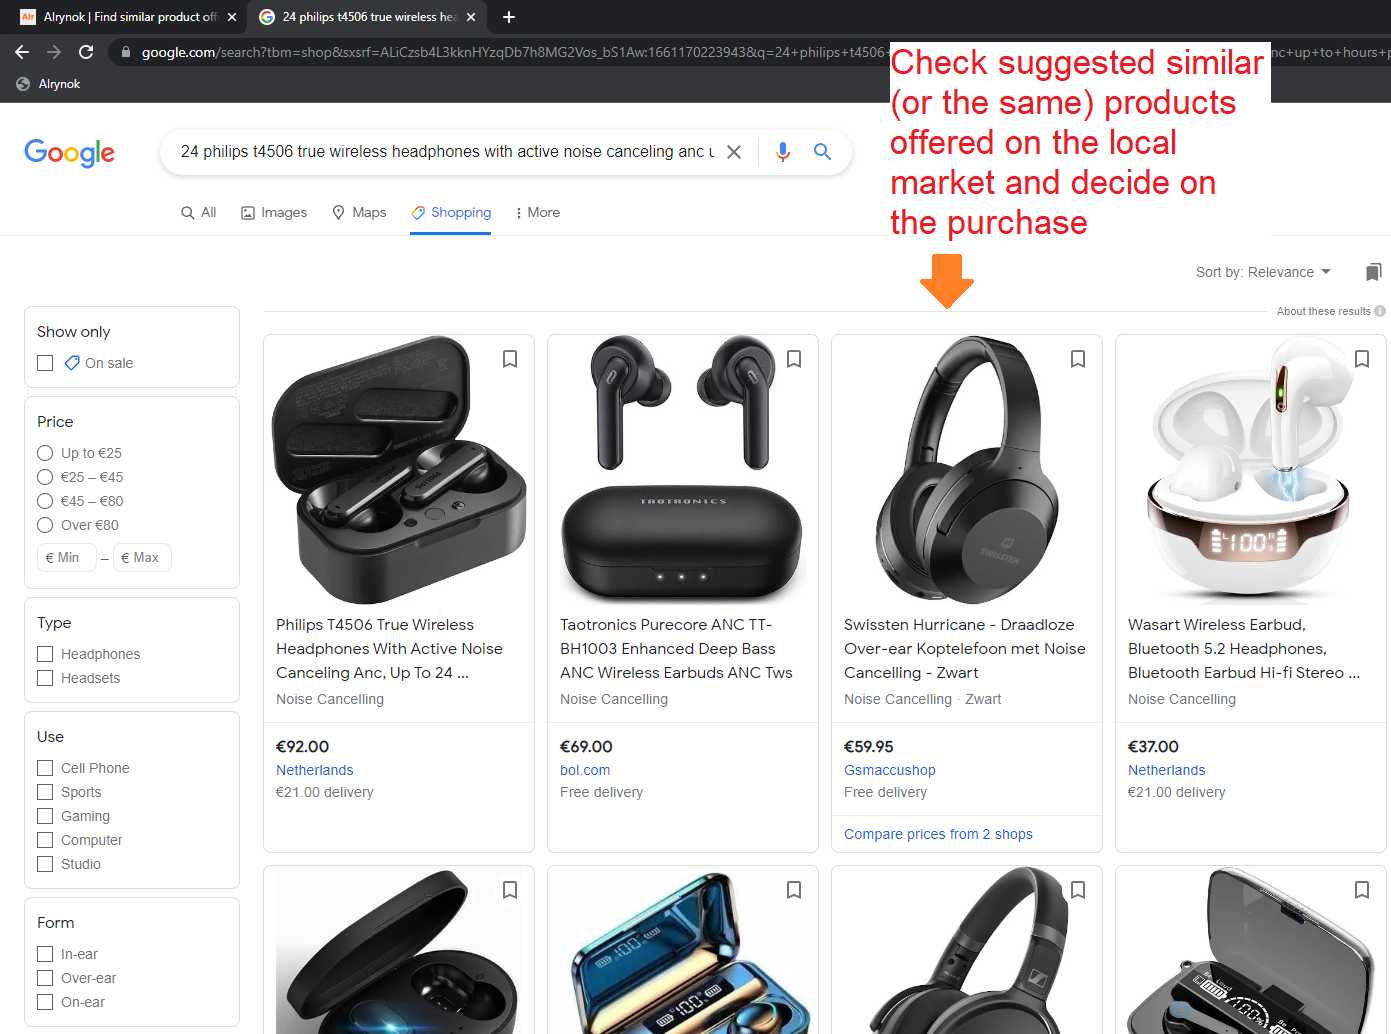 Alrynok | Find similar product off
24 philips t4506 true wireless hea
google.com/search?tbm=shop&sxsrf=ALiCzsb4L3kknHYzqDb7h8MG2Vos_bS1Aw:1661170223943&q=24+philips+t4506
nc+up+to+hours+p
Alrynok
Check suggested similar
(or the same) products
offered on the local
market and decide on
the purchase
Google
24 philips t4506 true wireless headphones with active noise canceling anc u
All Images Maps Shopping More
Sort by: Relevance
About these results
Show only
On sale
Price
Up to €25
€25 – €45
€45 – €80
Over €80
€ Min – € Max
Type
Headphones
Headsets
Use
Cell Phone
Sports
Gaming
Computer
Studio
Form
In-ear
Over-ear
On-ear
PHILIPS
Philips T4506 True Wireless
Headphones With Active Noise
Canceling Anc, Up To 24 ...
Noise Cancelling
€92.00
Netherlands
€21.00 delivery
TAOTRONICS
Taotronics Purecore ANC TT-
BH1003 Enhanced Deep Bass
ANC Wireless Earbuds ANC Tws
Noise Cancelling
€69.00
bol.com
Free delivery
SWISSTEN
Swissten Hurricane - Draadloze
Over-ear Koptelefoon met Noise
Cancelling - Zwart
Noise Cancelling · Zwart
€59.95
Gsmaccushop
Free delivery
Compare prices from 2 shops
L 100 R %
Wasart Wireless Earbud,
Bluetooth 5.2 Headphones,
Bluetooth Earbud Hi-fi Stereo ...
Noise Cancelling
€37.00
Netherlands
€21.00 delivery
100%
100%
100%